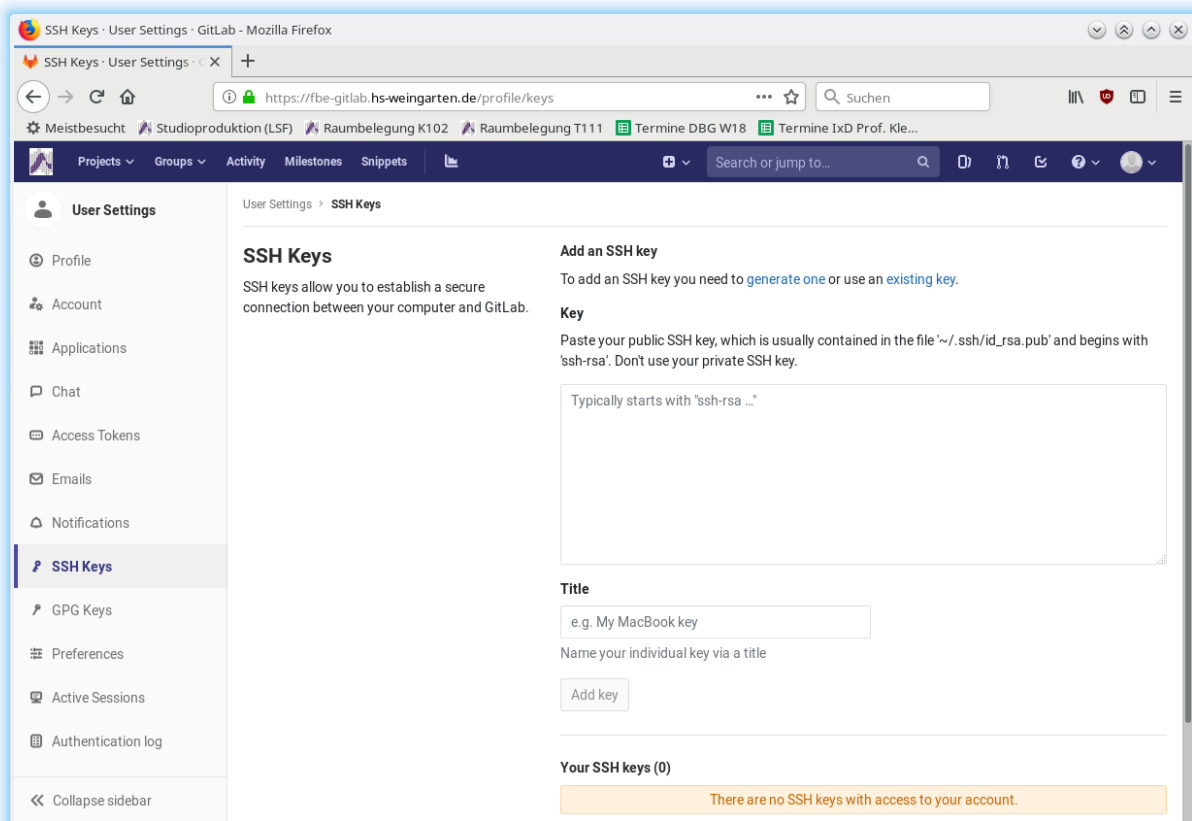 SSH Keys · User Settings · GitLab - Mozilla Firefox
SSH Keys · User Settings ·
https://fbe-gitlab.hs-weingarten.de/profile/keys
Suchen
Meistbesucht Studioproduktion (LSF) Raumbelegung K102 Raumbelegung T111 Termine DBG W18 Termine IxD Prof. Kle...
Projects Groups Activity Milestones Snippets Search or jump to...
User Settings
Profile
Account
Applications
Chat
Access Tokens
Emails
Notifications
SSH Keys
GPG Keys
Preferences
Active Sessions
Authentication log
Collapse sidebar
User Settings > SSH Keys
SSH Keys
SSH keys allow you to establish a secure
connection between your computer and GitLab.
Add an SSH key
To add an SSH key you need to generate one or use an existing key.
Key
Paste your public SSH key, which is usually contained in the file '~/.ssh/id_rsa.pub' and begins with
'ssh-rsa'. Don't use your private SSH key.
Typically starts with "ssh-rsa …"
Title
e.g. My MacBook key
Name your individual key via a title
Add key
Your SSH keys (0)
There are no SSH keys with access to your account.